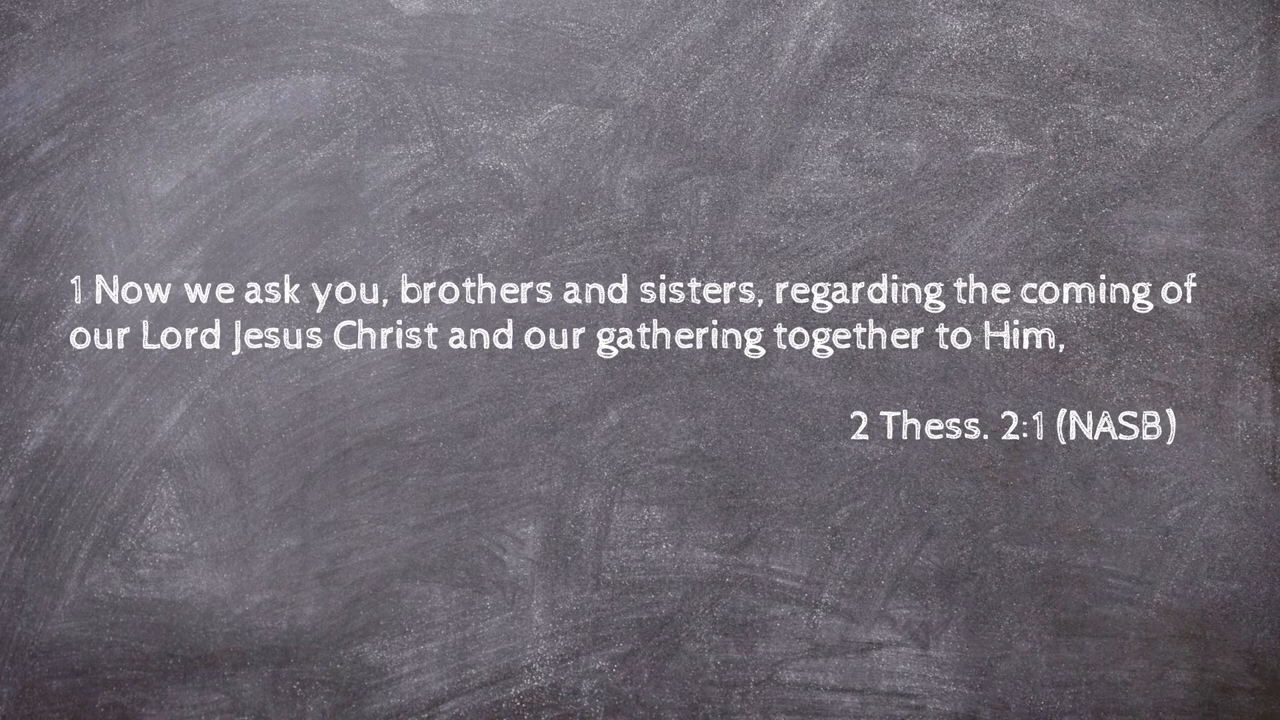 1 Now we ask you, brothers and sisters, regarding the coming of
our Lord Jesus Christ and our gathering together to Him,
2 Thess. 2:1 (NASB)